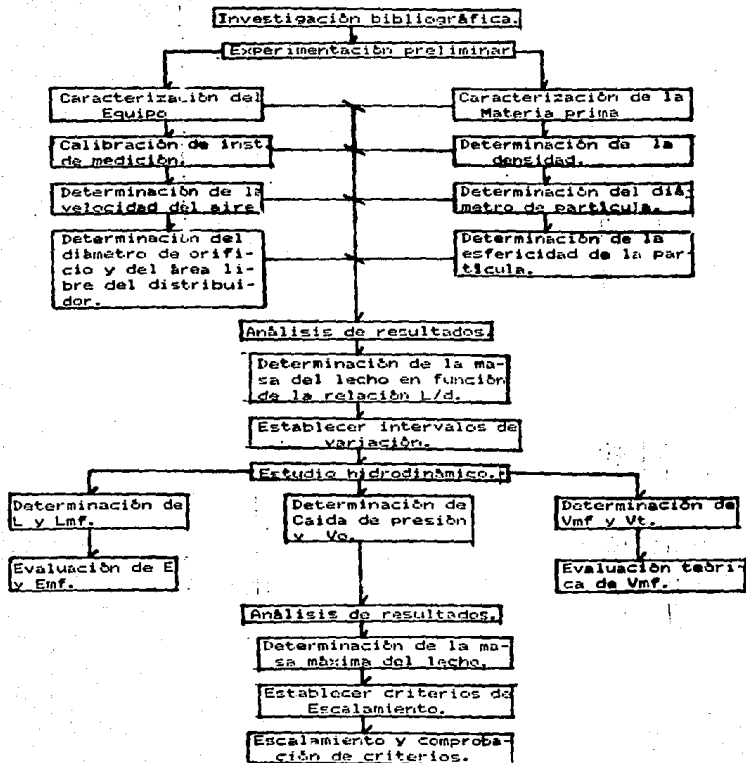 Investigación bibliográfica.
Experimentación preliminar
Caracterización del
Equipo
Caracterización de la
Materia prima
Calibración de inst.
de medición.
Determinación de la
densidad.
Determinación de la
velocidad del aire
Determinación del diá-
metro de partícula.
Determinación del
diámetro de orifi-
cio y del área li-
bre del distribui-
dor.
Determinación de la
esfericidad de la par-
tícula.
Análisis de resultados.
Determinación de la ma-
sa del lecho en función
de la relación L/d.
Establecer intervalos de
variación.
Estudio hidrodinámico.
Determinación de
L y Lmf.
Determinación de
Caida de presión
y Vo.
Determinación de
Vmf y Vt.
Evaluación de E
y Emf.
Evaluación teóri-
ca de Vmf.
Análisis de resultados.
Determinación de la ma-
sa máxima del lecho.
Establecer criterios de
Escalamiento.
Escalamiento y comproba-
ción de criterios.